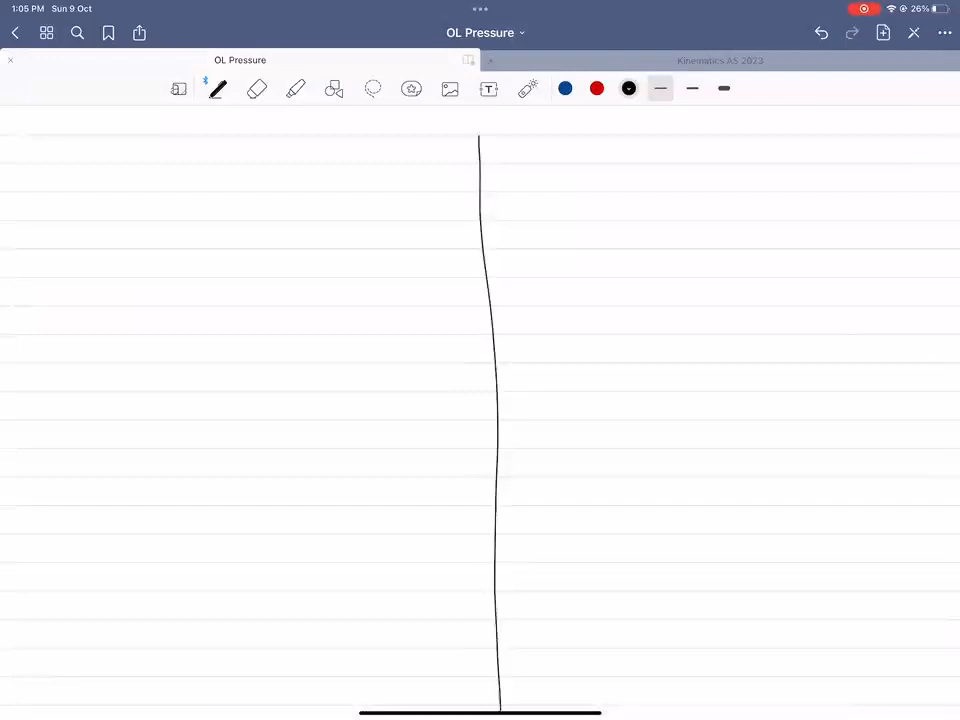 1:05 PM Sun 9 Oct
26%
OL Pressure
OL Pressure
Kinematics AS 2023
T